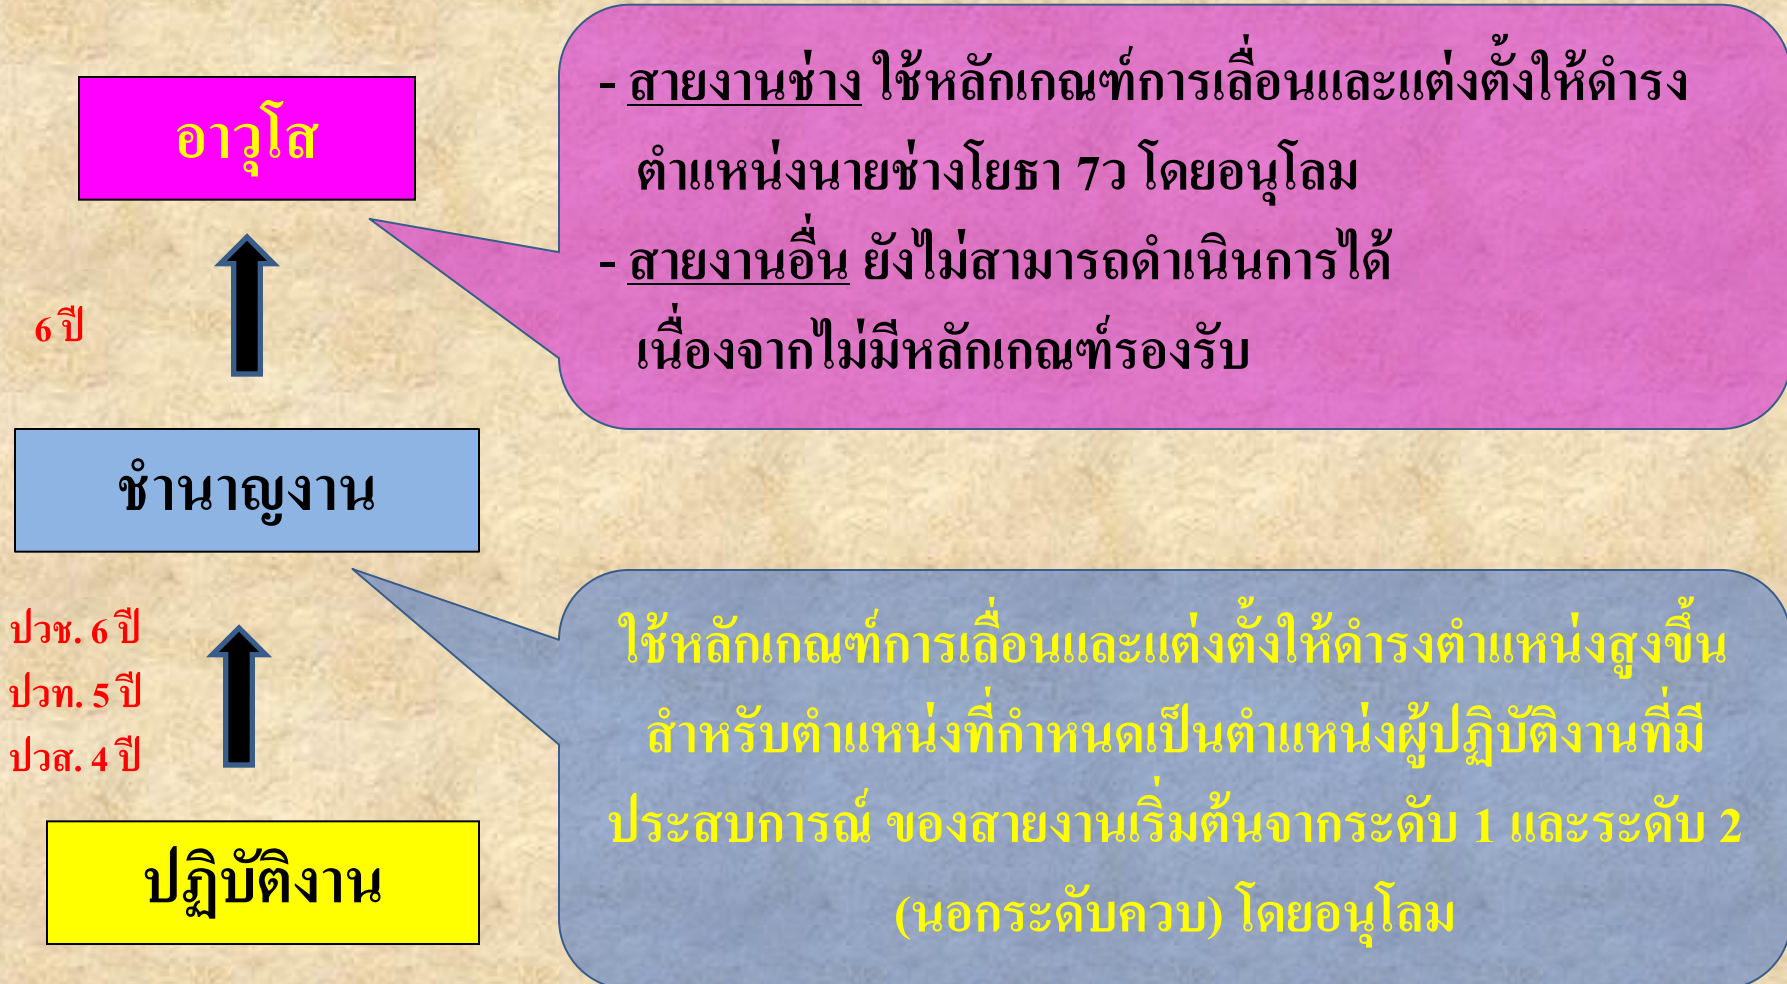 อาวุโส
- สายงานช่าง ใช้หลักเกณฑ์การเลื่อนและแต่งตั้งให้ดำรง
ตำแหน่งนายช่างโยธา 7ว โดยอนุโลม
- สายงานอื่น ยังไม่สามารถดำเนินการได้
เนื่องจากไม่มีหลักเกณฑ์รองรับ
6 ปี
ชำนาญงาน
ปวช. 6 ปี
ปวท. 5 ปี
ปวส. 4 ปี
ใช้หลักเกณฑ์การเลื่อนและแต่งตั้งให้ดำรงตำแหน่งสูงขึ้น
สำหรับตำแหน่งที่กำหนดเป็นตำแหน่งผู้ปฏิบัติงานที่มี
ประสบการณ์ ของสายงานเริ่มต้นจากระดับ 1 และระดับ 2
(นอกระดับควบ) โดยอนุโลม
ปฏิบัติงาน